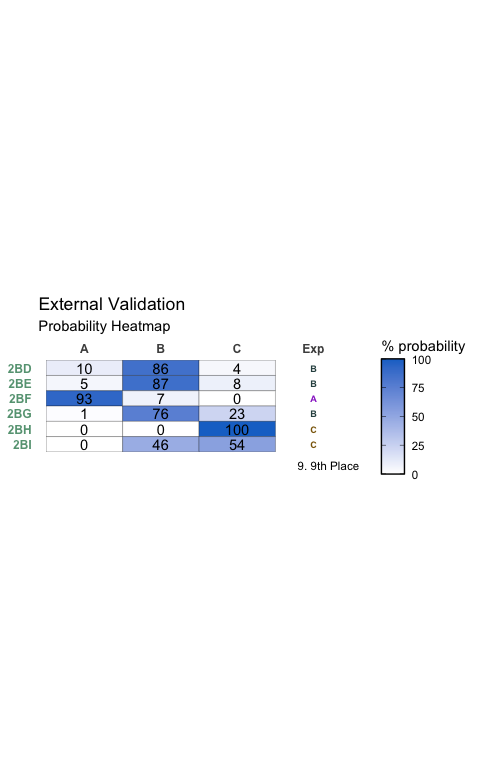 External Validation
Probability Heatmap
A B C Exp % probability
2BD 10 86 4 B 100
2BE 5 87 8 B
2BF 93 7 0 A 75
2BG 1 76 23 B 50
2BH 0 0 100 C
2BI 0 46 54 C 25
9. 9th Place 0